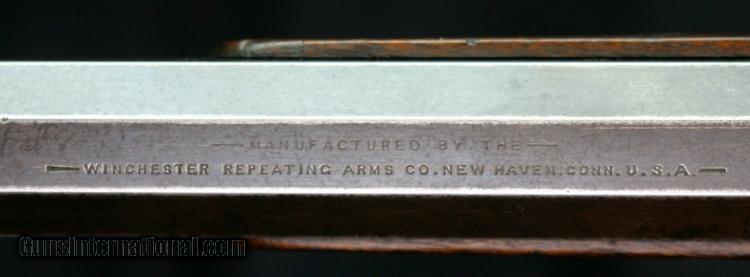 — MANUFACTURED BY THE —
— WINCHESTER REPEATING ARMS CO. NEW HAVEN. CONN. U.S.A. —
GunsInternational.com